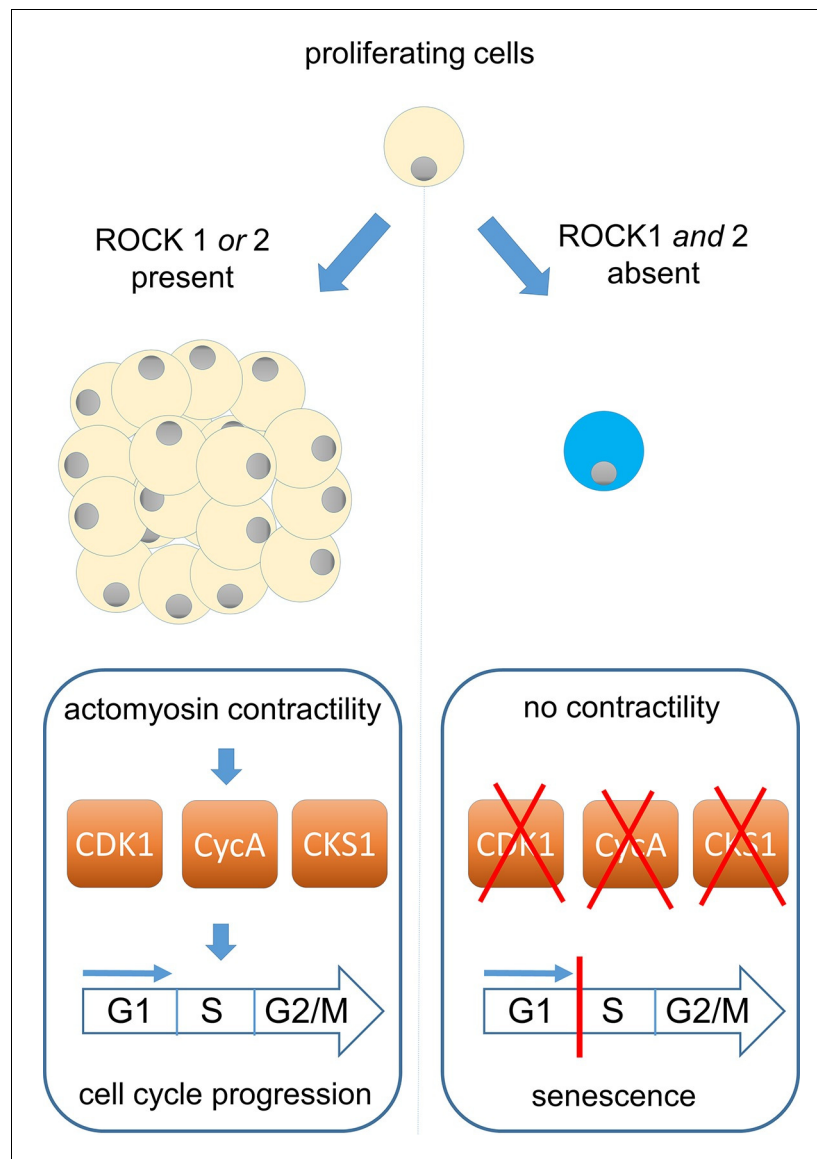 proliferating cells
ROCK 1 or 2
present
ROCK1 and 2
absent
actomyosin contractility
CDK1 CycA CKS1
G1 S G2/M
cell cycle progression
no contractility
CDK1 CycA CKS1
G1 S G2/M
senescence